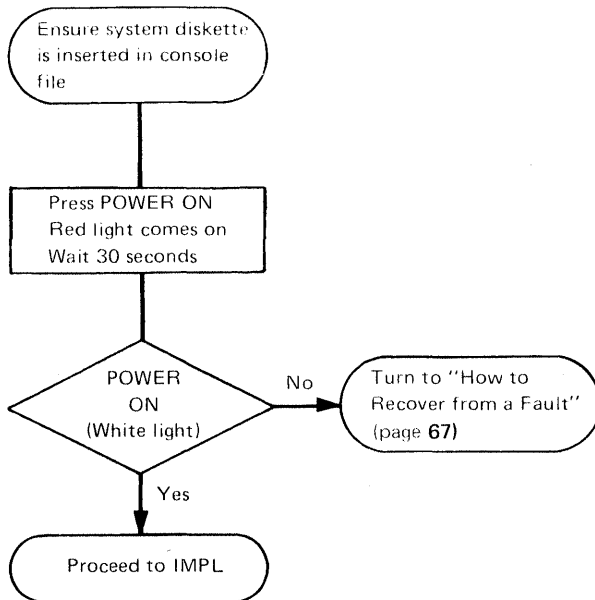 Ensure system diskette
is inserted in console
file
Press POWER ON
Red light comes on
Wait 30 seconds
POWER
ON
(White light)
No
Turn to "How to
Recover from a Fault"
(page 67)
Yes
Proceed to IMPL